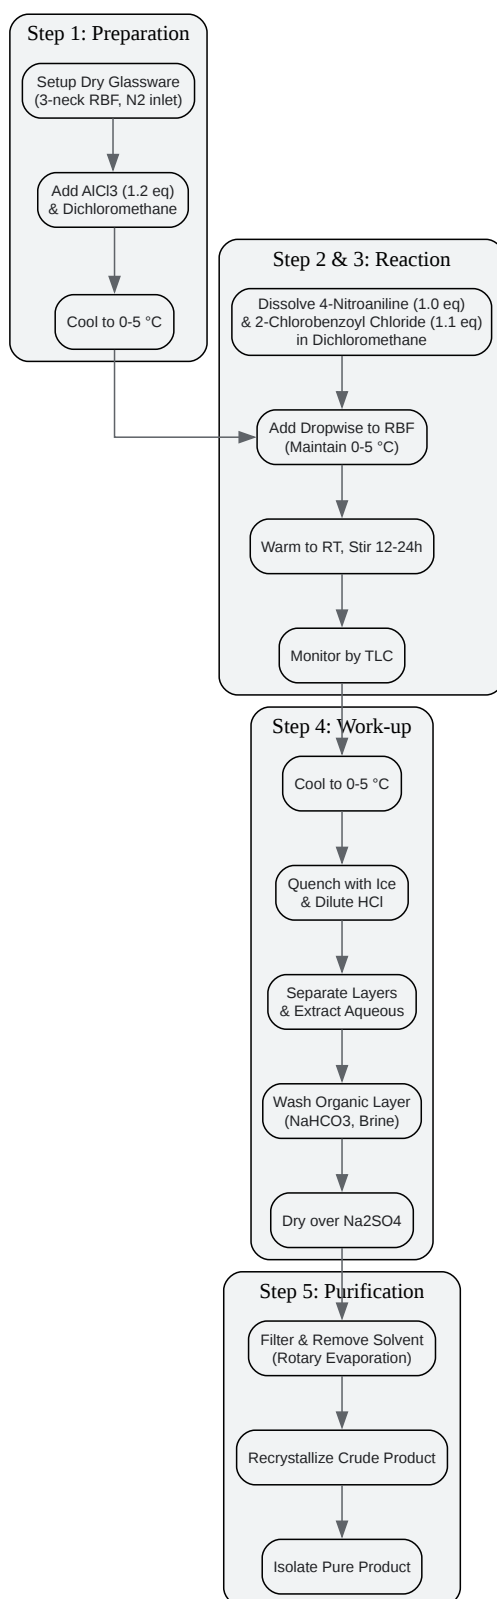 Step 1: Preparation
Setup Dry Glassware
(3-neck RBF, N2 inlet)
Add AlCl3 (1.2 eq)
& Dichloromethane
Cool to 0-5 °C
Step 2 & 3: Reaction
Dissolve 4-Nitroaniline (1.0 eq)
& 2-Chlorobenzoyl Chloride (1.1 eq)
in Dichloromethane
Add Dropwise to RBF
(Maintain 0-5 °C)
Warm to RT, Stir 12-24h
Monitor by TLC
Step 4: Work-up
Cool to 0-5 °C
Quench with Ice
& Dilute HCl
Separate Layers
& Extract Aqueous
Wash Organic Layer
(NaHCO3, Brine)
Dry over Na2SO4
Step 5: Purification
Filter & Remove Solvent
(Rotary Evaporation)
Recrystallize Crude Product
Isolate Pure Product